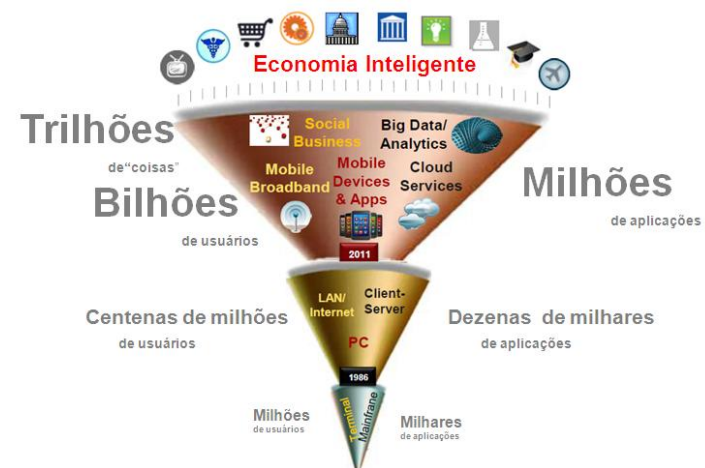 Economia Inteligente
Trilhões
de“coisas”
Social
Business
Big Data/
Analytics
Mobile
Broadband
Mobile
Devices
& Apps
Cloud
Services
Bilhões
de usuários
Milhões
de aplicações
2011
LAN/
Internet
Client-
Server
PC
Centenas de milhões
de usuários
Dezenas de milhares
de aplicações
1986
Terminal
Mainfrane
Milhões
de usuários
Milhares
de aplicações